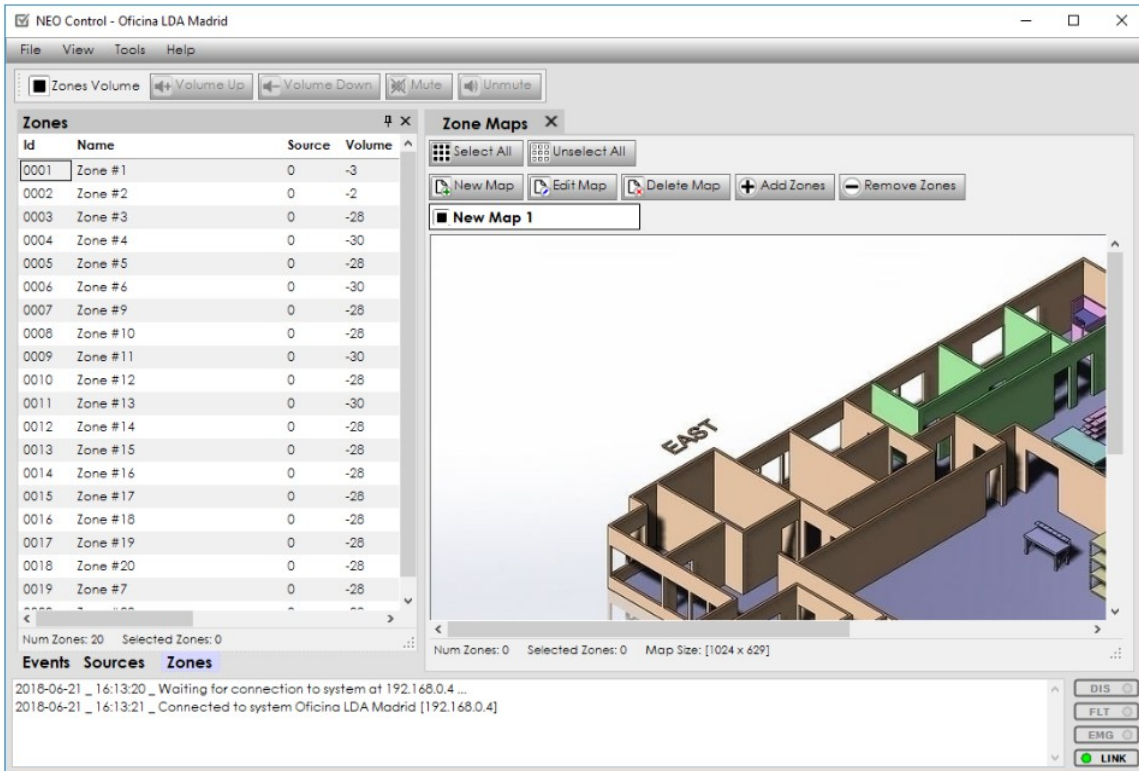 NEO Control - Oficina LDA Madrid
File View Tools Help
Zones Volume Volume Up Volume Down Mute Unmute
Zones
Id Name Source Volume
0001 Zone #1 0 -3
0002 Zone #2 0 -2
0003 Zone #3 0 -28
0004 Zone #4 0 -30
0005 Zone #5 0 -28
0006 Zone #6 0 -30
0007 Zone #9 0 -28
0008 Zone #10 0 -28
0009 Zone #11 0 -30
0010 Zone #12 0 -28
0011 Zone #13 0 -30
0012 Zone #14 0 -28
0013 Zone #15 0 -28
0014 Zone #16 0 -28
0015 Zone #17 0 -28
0016 Zone #18 0 -28
0017 Zone #19 0 -28
0018 Zone #20 0 -28
0019 Zone #7 0 -28
Num Zones: 20 Selected Zones: 0
Events Sources Zones
Zone Maps
Select All Unselect All
New Map Edit Map Delete Map Add Zones Remove Zones
New Map 1
EAST
Num Zones: 0 Selected Zones: 0 Map Size: [1024 x 629]
2018-06-21 _ 16:13:20 _ Waiting for connection to system at 192.168.0.4 ...
2018-06-21 _ 16:13:21 _ Connected to system Oficina LDA Madrid [192.168.0.4]
DIS
FLT
EMG
LINK